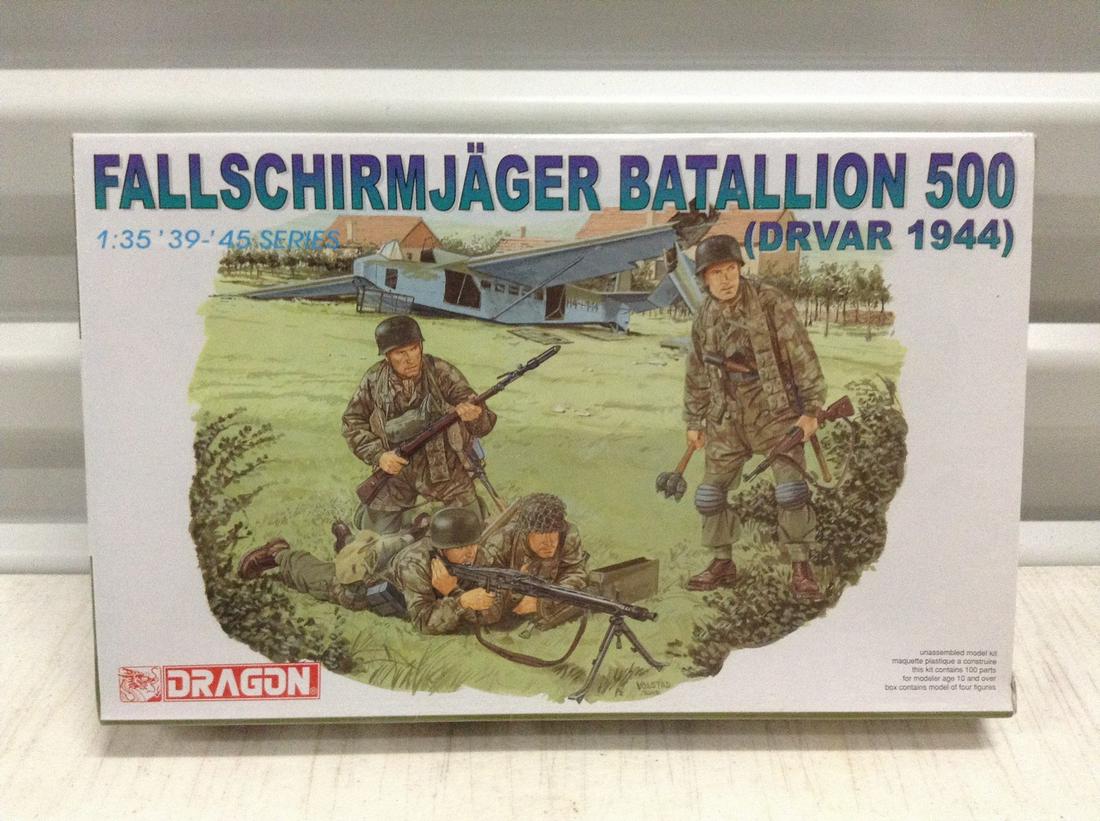 FALLSCHIRMJÄGER BATALLION 500
1:35 '39-'45 SERIES
(DRVAR 1944)
unassembled model kit
maquette plastique a construire
this kit contains 100 parts
for modeler age 10 and over
box contains model of four figures
DRAGON
VOLSTAD